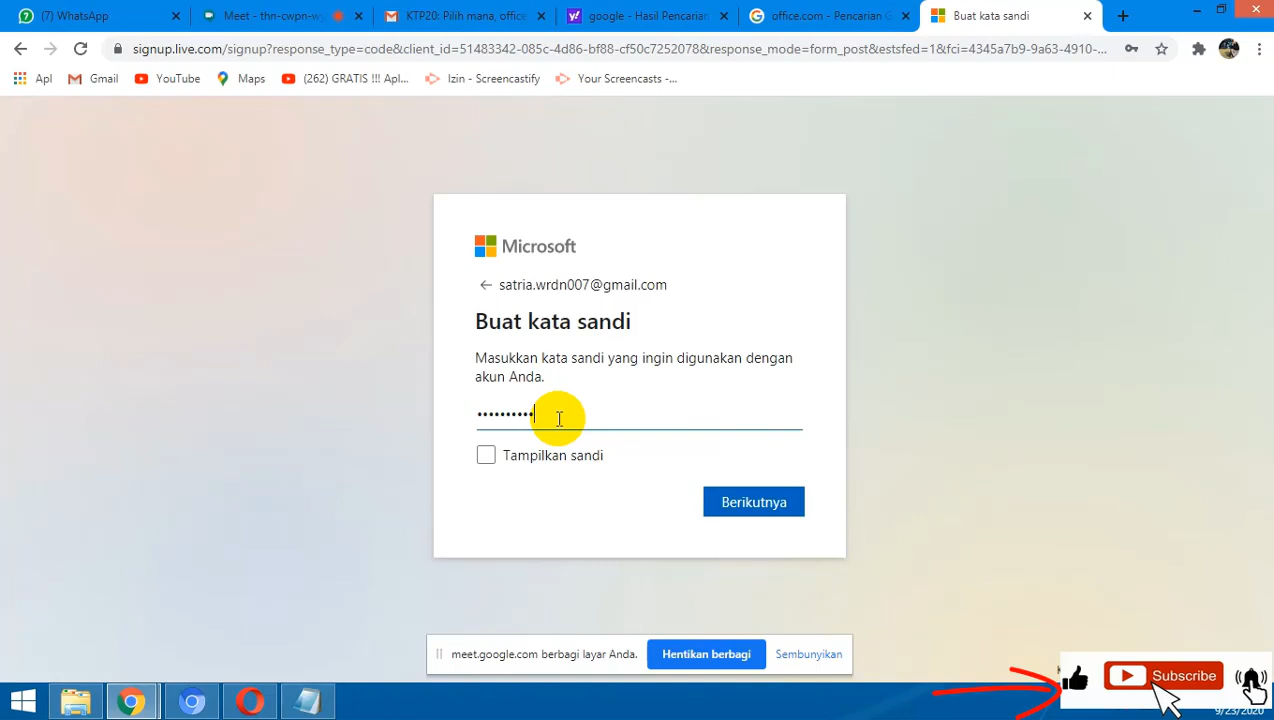 (7) WhatsApp
Meet - thn-cwpn-w
KTP20: Pilih mana, office
google - Hasil Pencarian
office.com - Pencarian G
Buat kata sandi
signup.live.com/signup?response_type=code&client_id=51483342-085c-4d86-bf88-cf50c7252078&response_mode=form_post&estsfed=1&fci=4345a7b9-9a63-4910-...
Apl
Gmail
YouTube
Maps
(262) GRATIS !!! Apl...
Izin - Screencastify
Your Screencasts -...
Microsoft
← satria.wrdn007@gmail.com
Buat kata sandi
Masukkan kata sandi yang ingin digunakan dengan
akun Anda.
••••••••••
Tampilkan sandi
Berikutnya
meet.google.com berbagi layar Anda.
Hentikan berbagi
Sembunyikan
Subscribe
9/23/2020